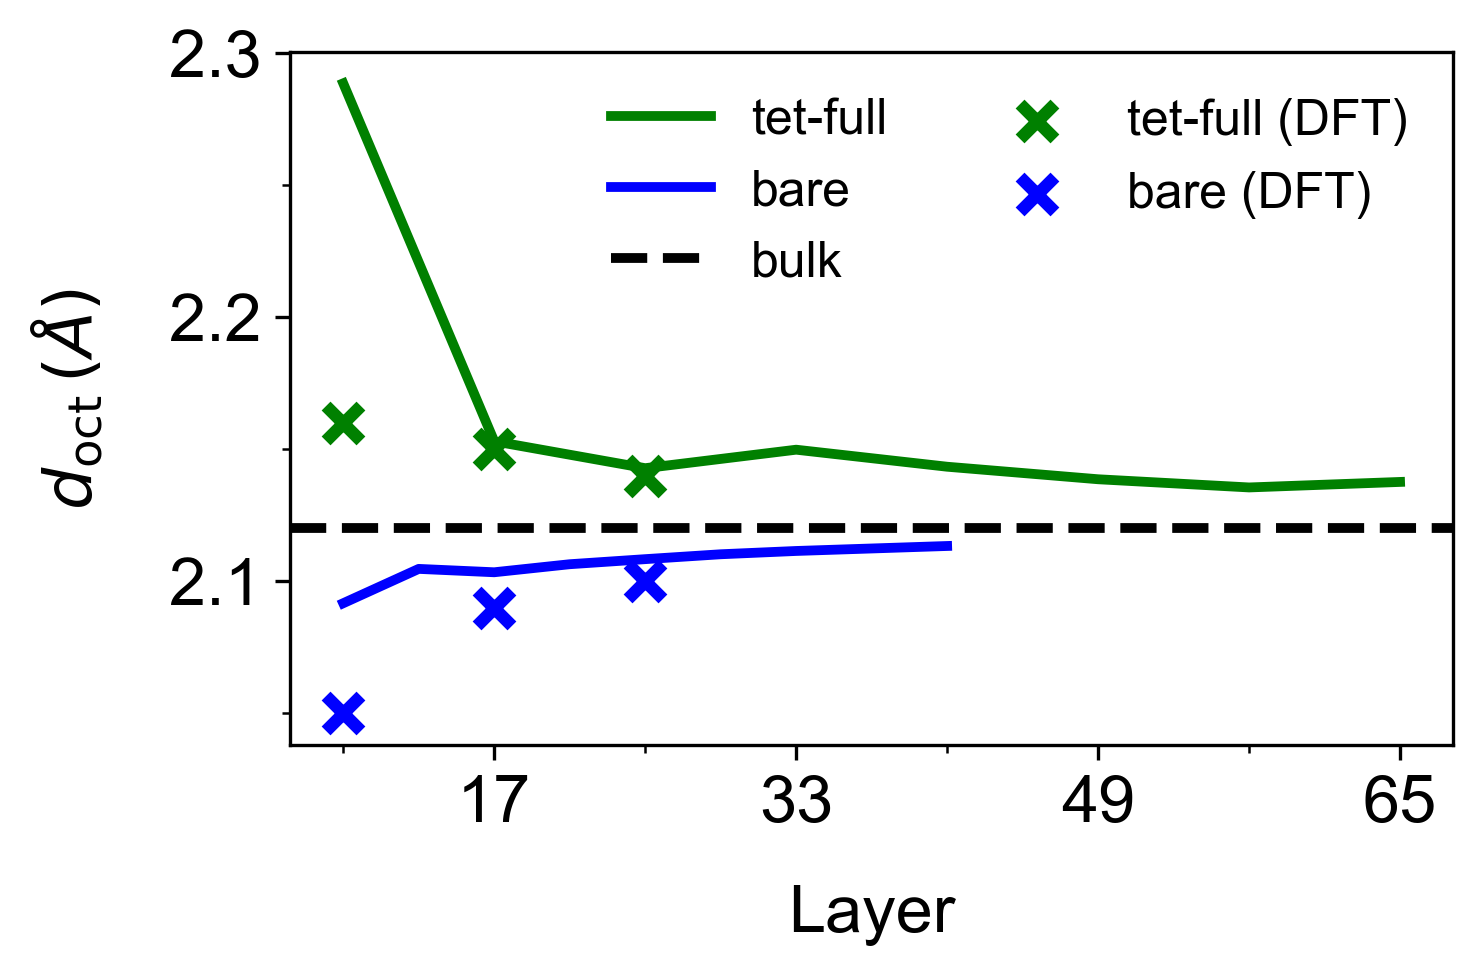 2.3
2.2
2.1
d_oct (Å)
tet-full
bare
bulk
tet-full (DFT)
bare (DFT)
17 33 49 65
Layer